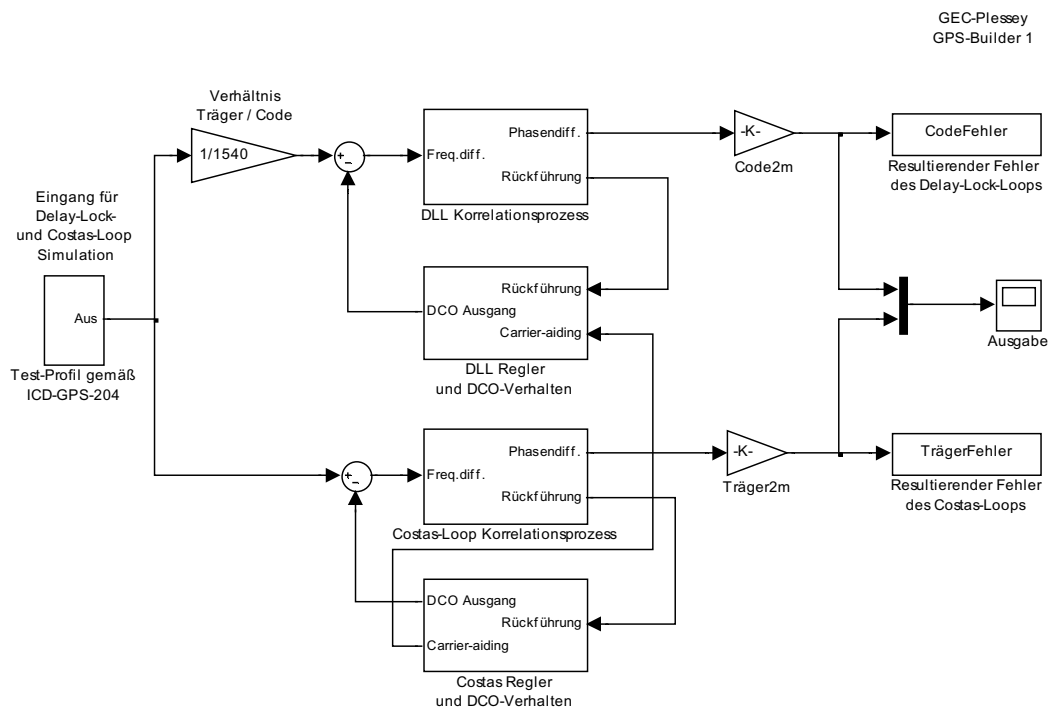 GEC-Plessey
GPS-Builder 1
Verhältnis
Träger / Code
1/1540
+
−
Freq.diff.
Phasendiff.
Rückführung
DLL Korrelationsprozess
-K-
Code2m
CodeFehler
Resultierender Fehler
des Delay-Lock-Loops
Eingang für
Delay-Lock-
und Costas-Loop
Simulation
Aus
Test-Profil gemäß
ICD-GPS-204
Rückführung
DCO Ausgang
Carrier-aiding
DLL Regler
und DCO-Verhalten
Ausgabe
+
−
Freq.diff.
Phasendiff.
Rückführung
Costas-Loop Korrelationsprozess
-K-
Träger2m
TrägerFehler
Resultierender Fehler
des Costas-Loops
DCO Ausgang
Rückführung
Carrier-aiding
Costas Regler
und DCO-Verhalten